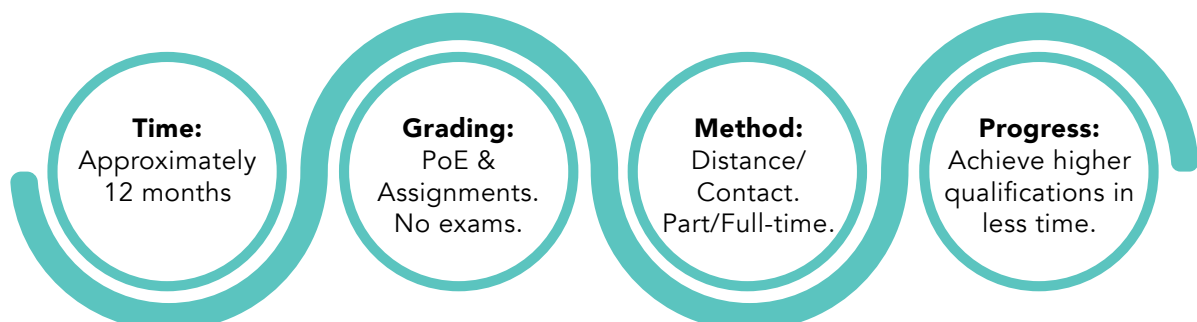 Time:
Approximately
12 months
Grading:
PoE &
Assignments.
No exams.
Method:
Distance/
Contact.
Part/Full-time.
Progress:
Achieve higher
qualifications in
less time.